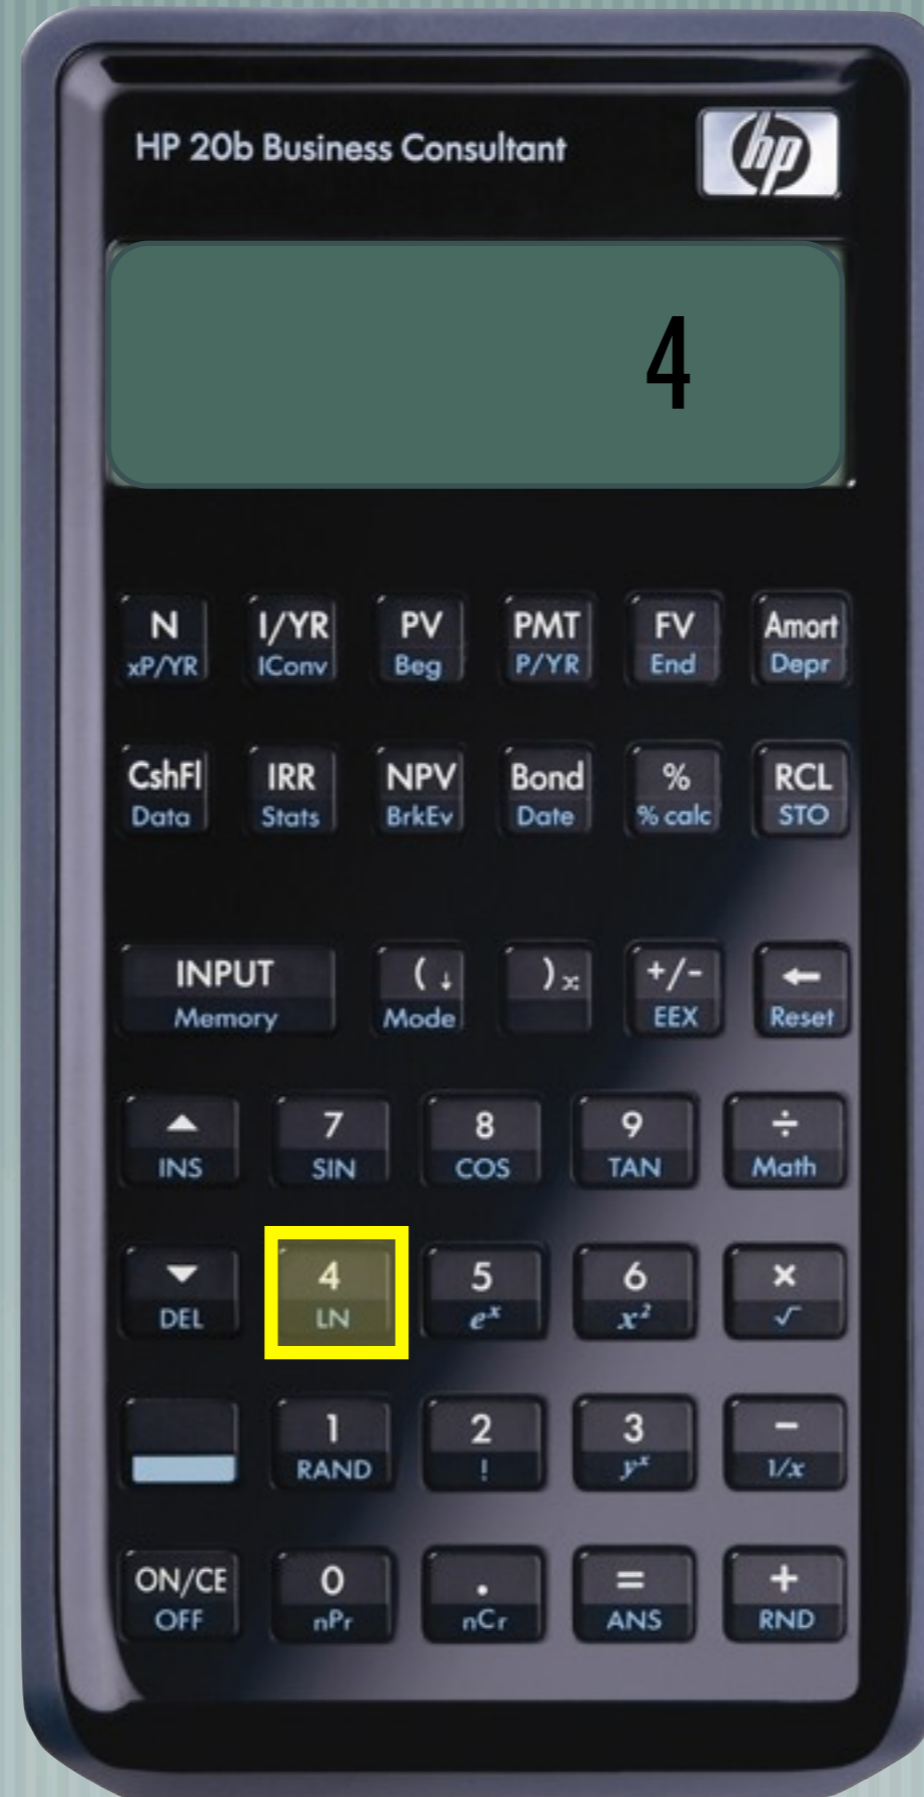 HP 20b Business Consultant
hp
4
N I/YR PV PMT FV Amort
xP/YR IConv Beg P/YR End Depr
CshFl IRR NPV Bond % RCL
Data Stats BrkEv Date % calc STO
INPUT ( ↓ ) +/- ←
Memory Mode EEX Reset
▲ 7 8 9 ÷
INS SIN COS TAN Math
▼ 4 5 6 ×
DEL LN eˣ x² √
1 2 3 −
RAND ! yˣ 1/x
ON/CE 0 . = +
OFF nPr nCr ANS RND